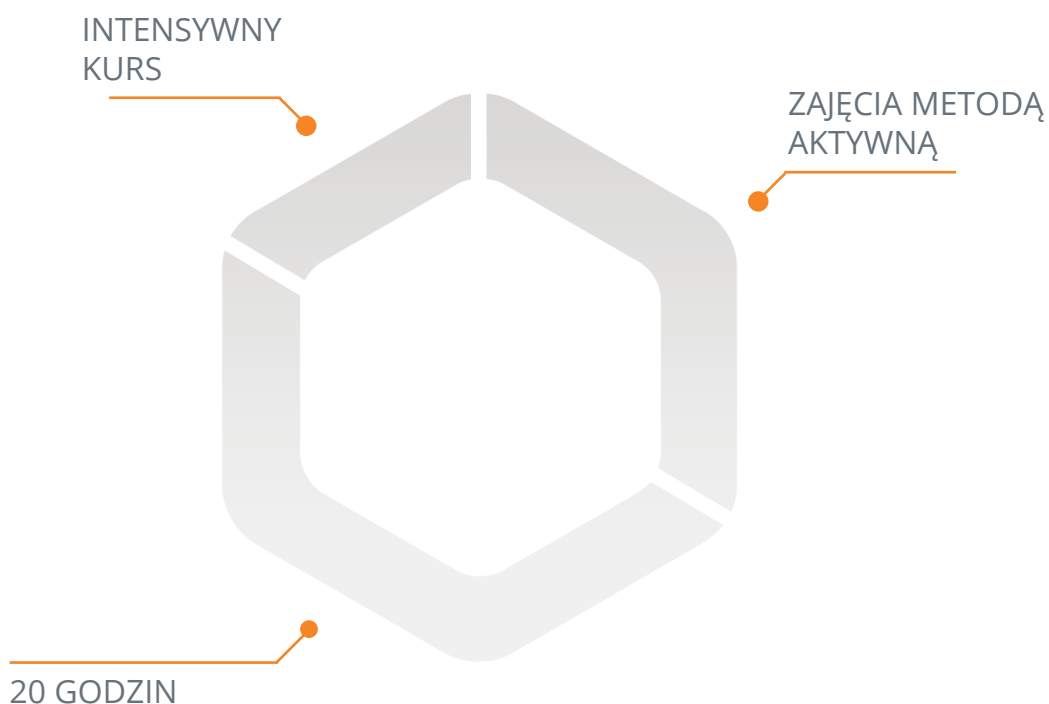 INTENSYWNY
KURS
ZAJĘCIA METODĄ
AKTYWNĄ
20 GODZIN